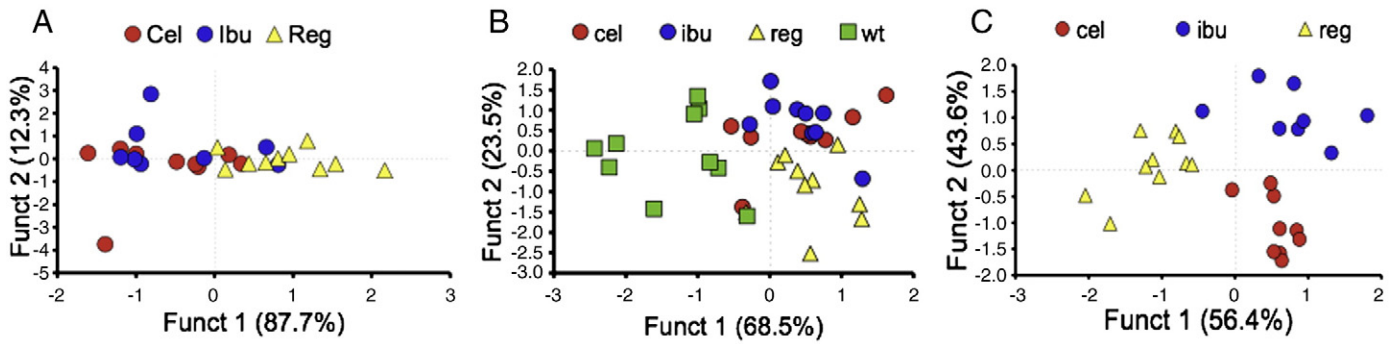 A
Cel Ibu Reg
4
3
2
1
0
-1
-2
-3
-4
-5
-2 -1 0 1 2 3
Funct 2 (12.3%)
Funct 1 (87.7%)
B
cel ibu reg wt
2.0
1.5
1.0
0.5
0.0
-0.5
-1.0
-1.5
-2.0
-2.5
-3.0
-3 -2 -1 0 1 2
Funct 2 (23.5%)
Funct 1 (68.5%)
C
cel ibu reg
2.0
1.5
1.0
0.5
0.0
-0.5
-1.0
-1.5
-2.0
-3 -2 -1 0 1 2
Funct 2 (43.6%)
Funct 1 (56.4%)